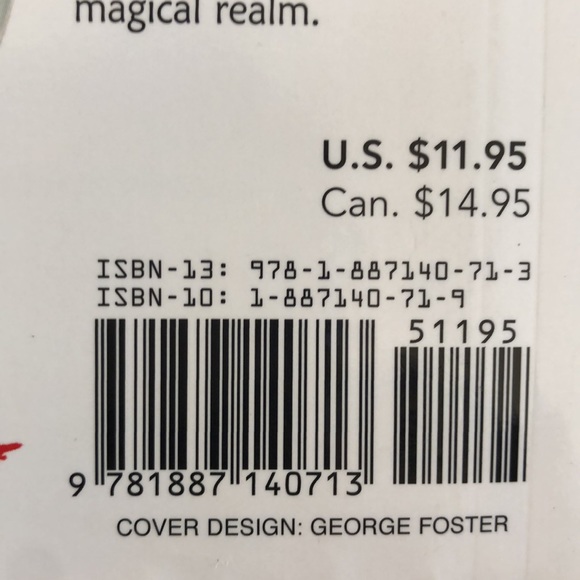 magical realm.
U.S. $11.95
Can. $14.95
ISBN-13: 978-1-887140-71-3
ISBN-10: 1-887140-71-9
51195
9 781887 140713
COVER DESIGN: GEORGE FOSTER